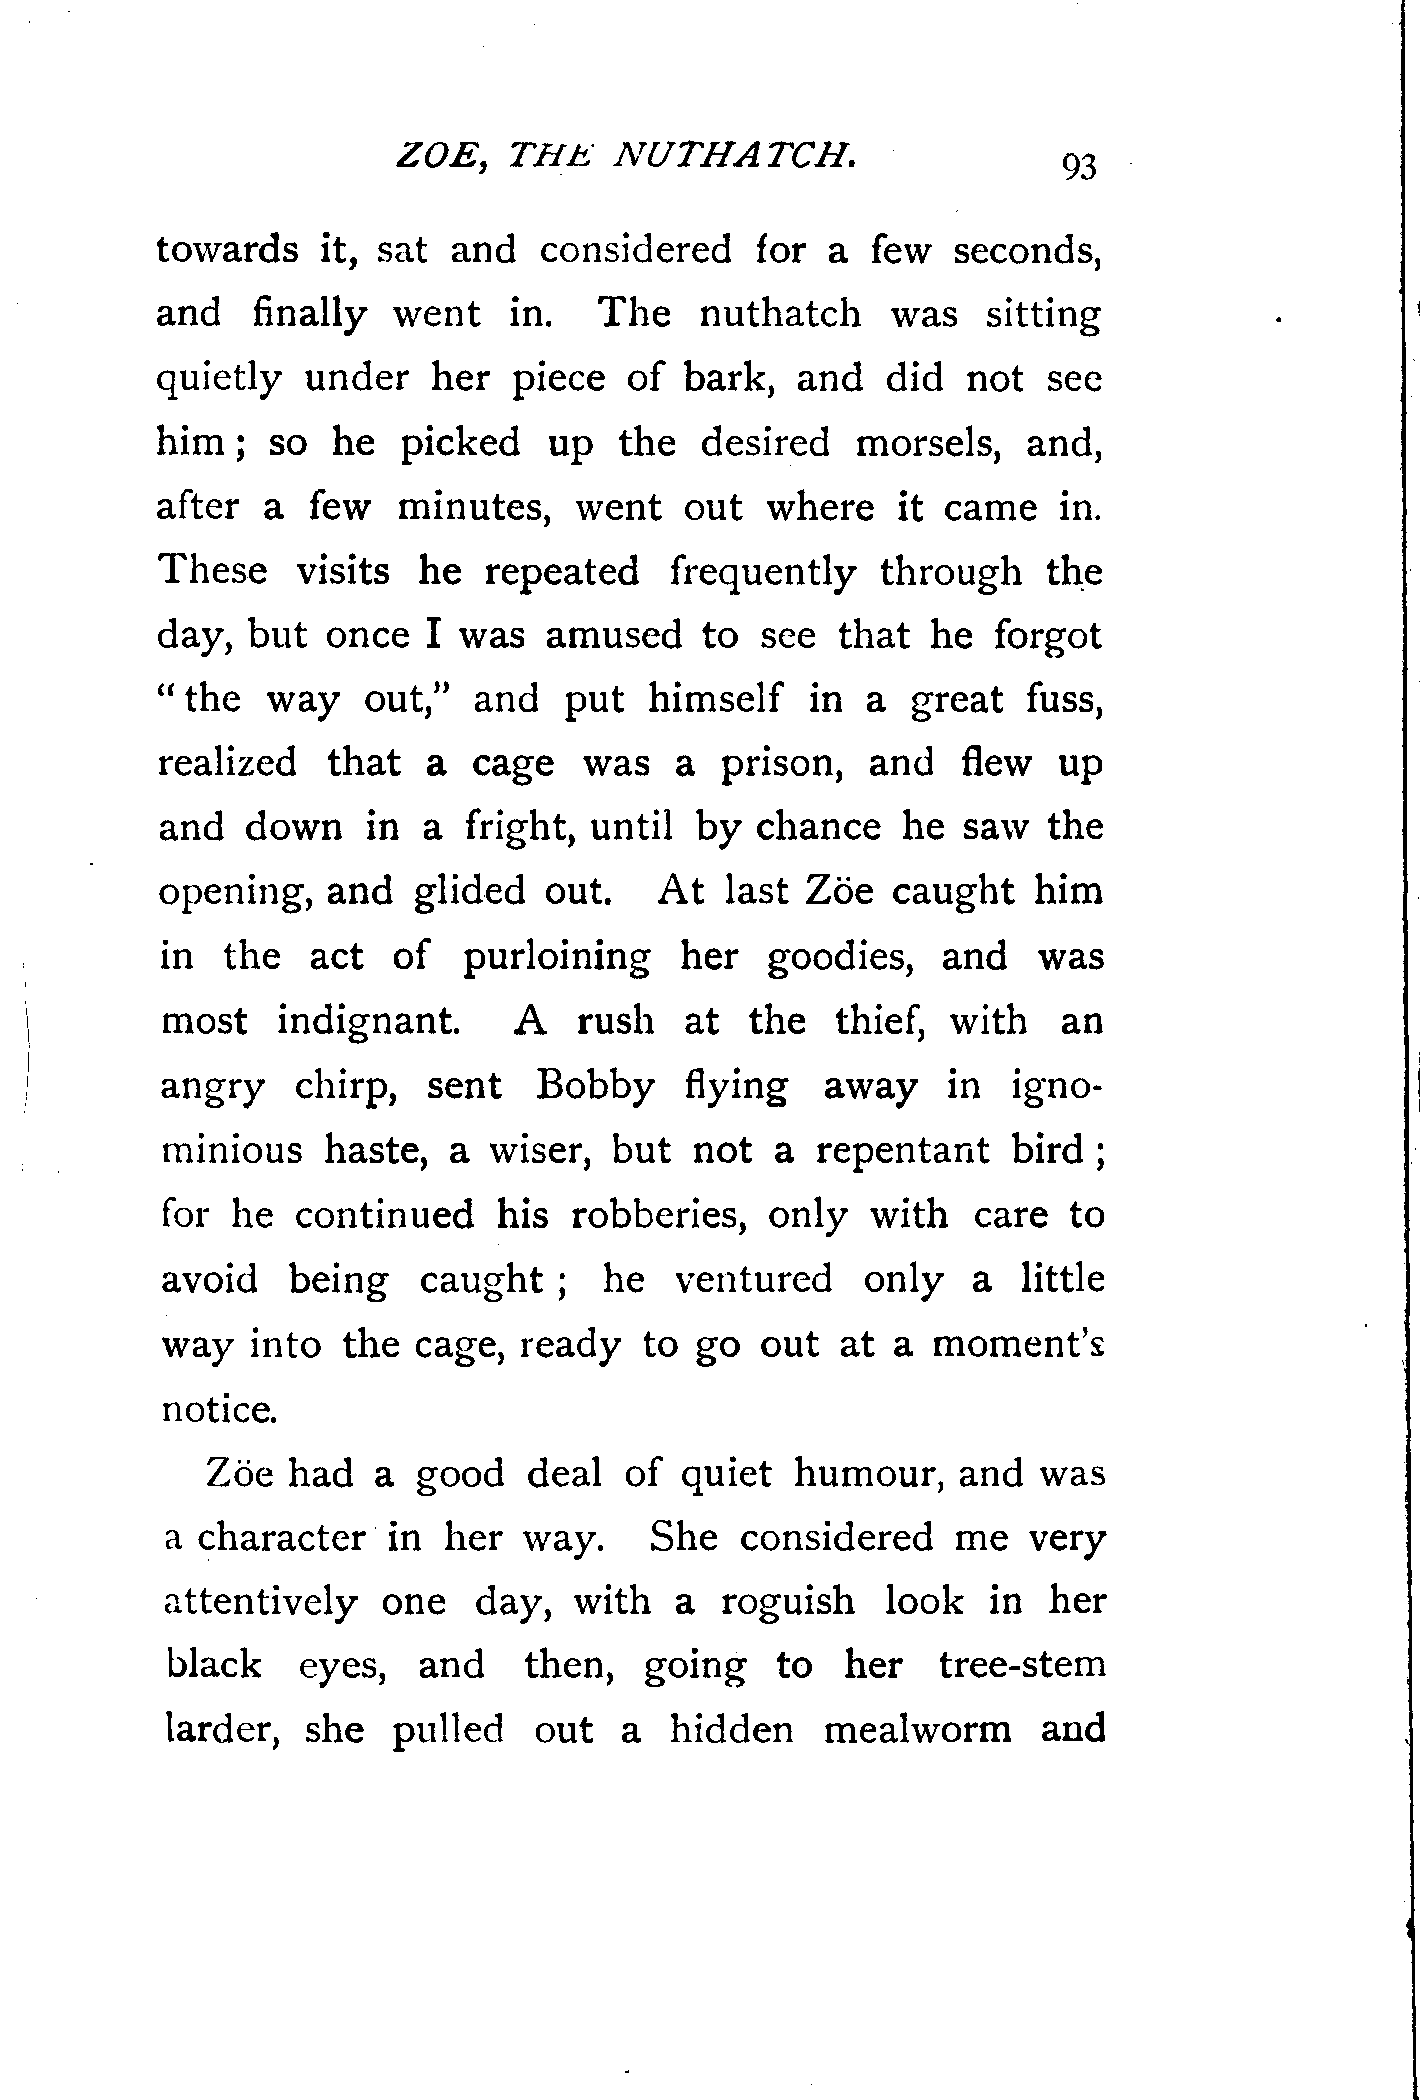 ZOE, THE NUTHATCH. 93
towards it, sat and considered for a few seconds,
and finally went in. The nuthatch was sitting
quietly under her piece of bark, and did not see
him ; so he picked up the desired morsels, and,
after a few minutes, went out where it came in.
These visits he repeated frequently through the
day, but once I was amused to see that he forgot
“ the way out,” and put himself in a great fuss,
realized that a cage was a prison, and flew up
and down in a fright, until by chance he saw the
opening, and glided out. At last Zöe caught him
in the act of purloining her goodies, and was
most indignant. A rush at the thief, with an
angry chirp, sent Bobby flying away in igno-
minious haste, a wiser, but not a repentant bird ;
for he continued his robberies, only with care to
avoid being caught ; he ventured only a little
way into the cage, ready to go out at a moment's
notice.
Zöe had a good deal of quiet humour, and was
a character in her way. She considered me very
attentively one day, with a roguish look in her
black eyes, and then, going to her tree-stem
larder, she pulled out a hidden mealworm and